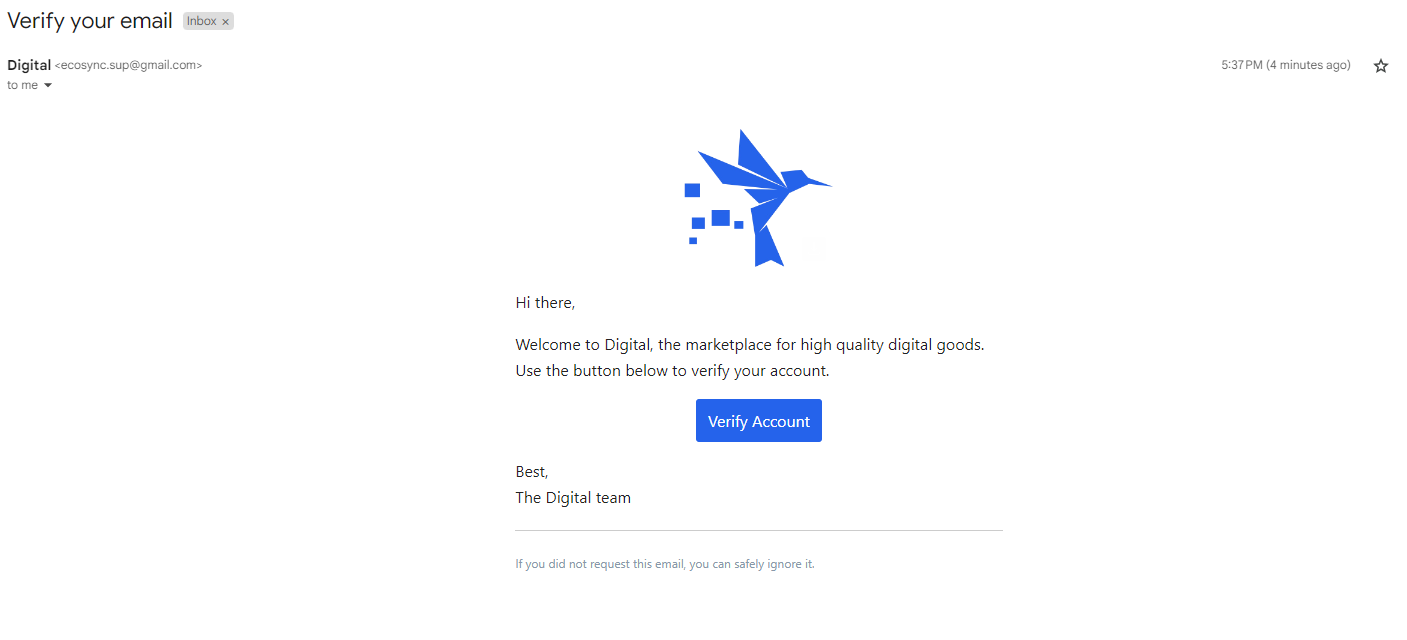 Verify your email Inbox ×
Digital <ecosync.sup@gmail.com> 5:37 PM (4 minutes ago)
to me
Hi there,
Welcome to Digital, the marketplace for high quality digital goods.
Use the button below to verify your account.
Verify Account
Best,
The Digital team
If you did not request this email, you can safely ignore it.